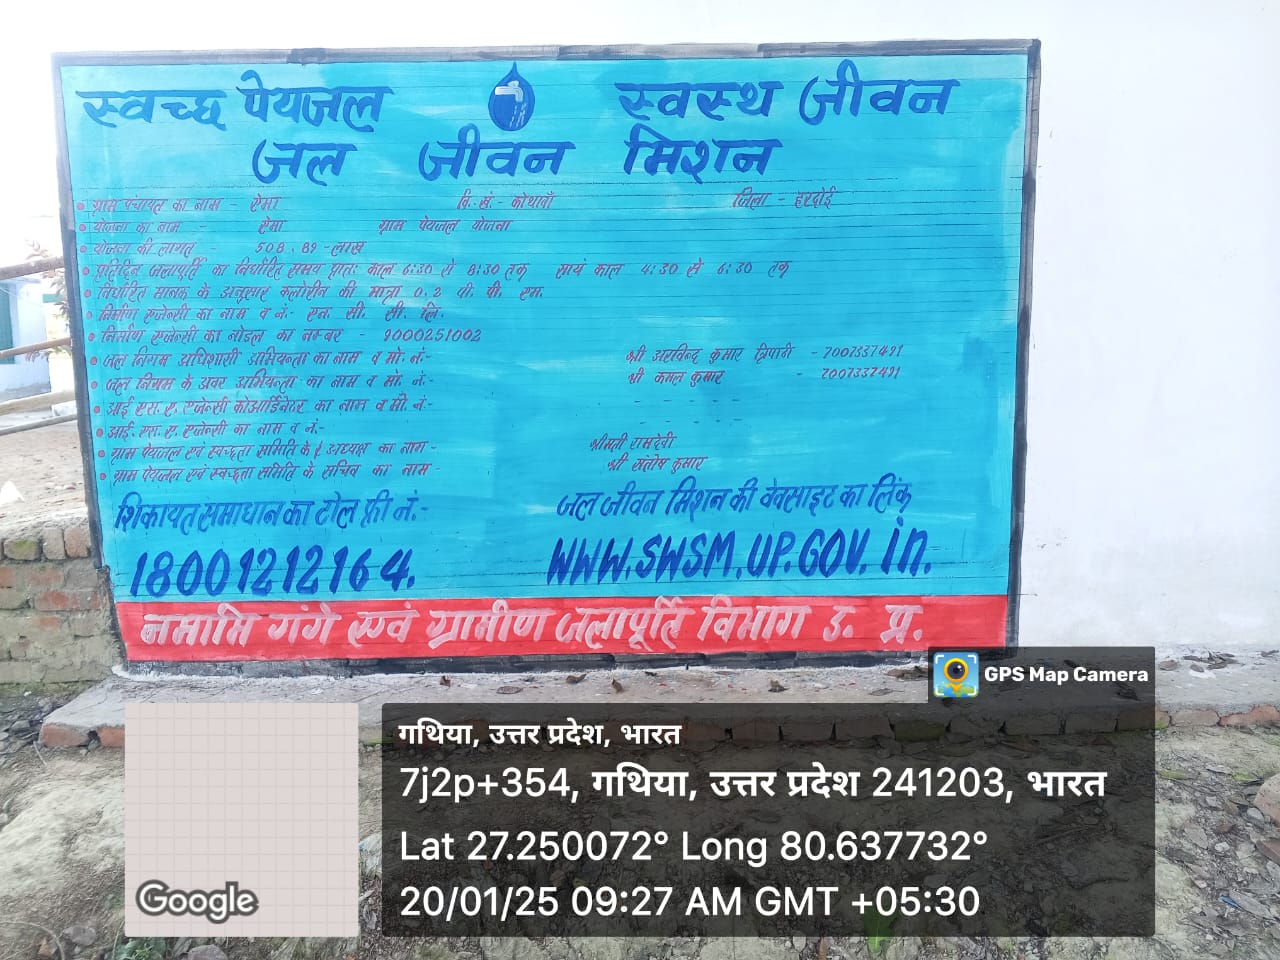 स्वच्छ पेयजल स्वस्थ जीवन
जल जीवन मिशन
• ग्राम पंचायत का नाम - ऐमा वि.खं.- कोथावाँ जिला - हरदोई
• योजना का नाम - ऐमा ग्राम पेयजल योजना
• योजना की लागत - 508.89 - लाख
• प्रतिदिन जलापूर्ति का निर्धारित समय प्रातः काल 6:30 से 8:30 तक सायं काल 4:30 से 6:30 तक
• निर्धारित मानक के अनुसार क्लोरीन की मात्रा 0.2 पी. पी. एम.
• निर्माण एजेन्सी का नाम व नं- एन. सी. सी. लि.
• निर्माण एजेन्सी का नोडल का नम्बर - 9000251002
• जल निगम अधिशासी अभियन्ता का नाम व मो. नं.- श्री अरविन्द कुमार त्रिपाठी - 7007337491
• जल निगम के अवर अभियन्ता का नाम व मो. नं.- श्री कमल कुमार - 7007337491
• आई.एस.ए. एजेन्सी कोआर्डिनेटर का नाम व मो नं.- - - - -
• आई.एस.ए. एजेन्सी का नाम व नं.- - - - -
• ग्राम पेयजल एवं स्वच्छता समिति के अध्यक्ष का नाम- श्रीमती रामदेवी
• ग्राम पेयजल एवं स्वच्छता समिति के सचिव का नाम - श्री संतोष कुमार
शिकायत समाधान का टोल फ्री नं.- जल जीवन मिशन की वेबसाइट का लिंक
18001212164. WWW.SWSM.UP.GOV.in.
नमामि गंगे एवं ग्रामीण जलापूर्ति विभाग उ. प्र.
GPS Map Camera
गथिया, उत्तर प्रदेश, भारत
7j2p+354, गथिया, उत्तर प्रदेश 241203, भारत
Lat 27.250072° Long 80.637732°
20/01/25 09:27 AM GMT +05:30
Google